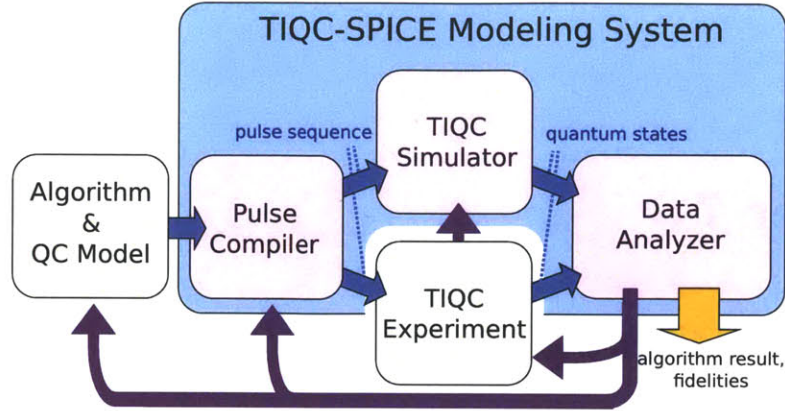 TIQC-SPICE Modeling System
pulse sequence
TIQC
Simulator
quantum states
Algorithm
&
QC Model
Pulse
Compiler
Data
Analyzer
TIQC
Experiment
algorithm result,
fidelities